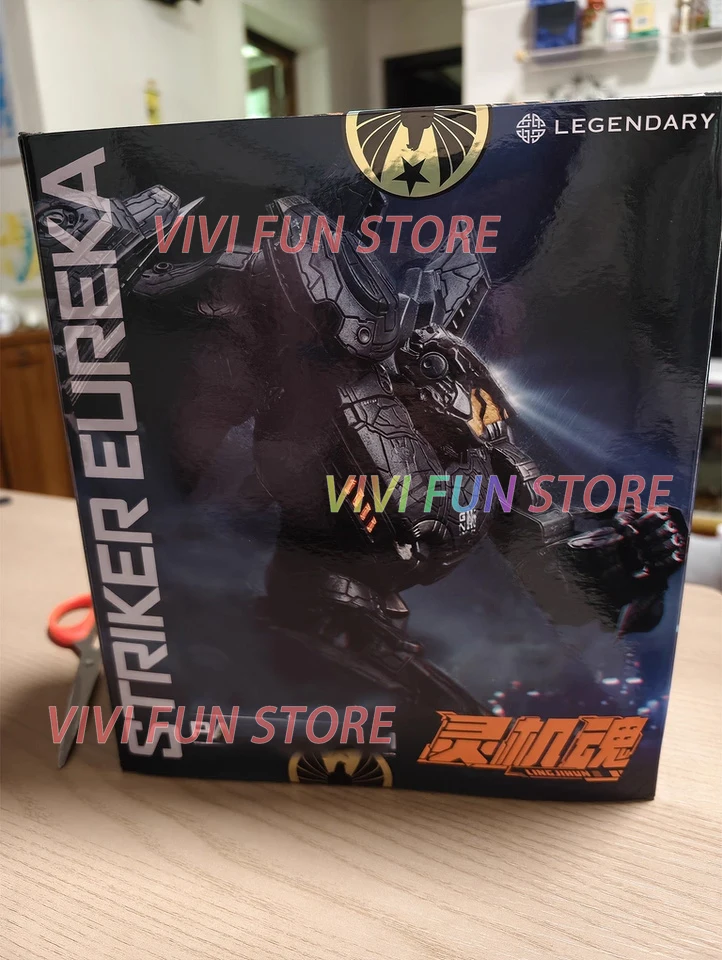 LEGENDARY
STRIKER EUREKA
VIVI FUN STORE
VIVI FUN STORE
VIVI FUN STORE
灵机魂
LINGJIHUN